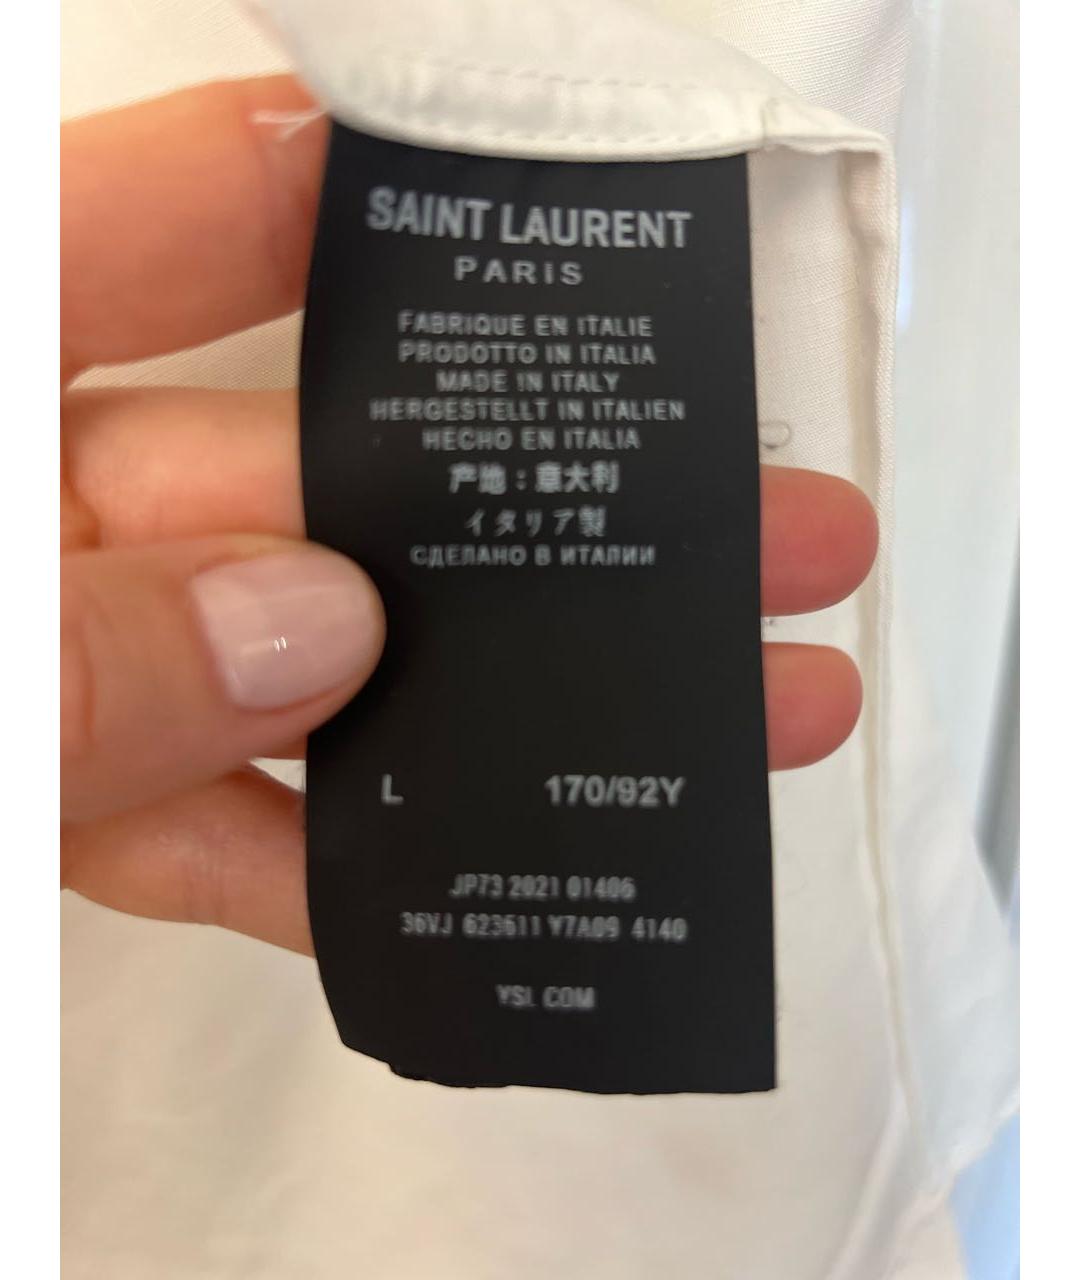 SAINT LAURENT
PARIS
FABRIQUE EN ITALIE
PRODOTTO IN ITALIA
MADE IN ITALY
HERGESTELLT IN ITALIEN
HECHO EN ITALIA
产地：意大利
イタリア製
СДЕЛАНО В ИТАЛИИ
L 170/92Y
JP73 2021 01406
36VJ 623611 Y7A09 4140
YSL.COM